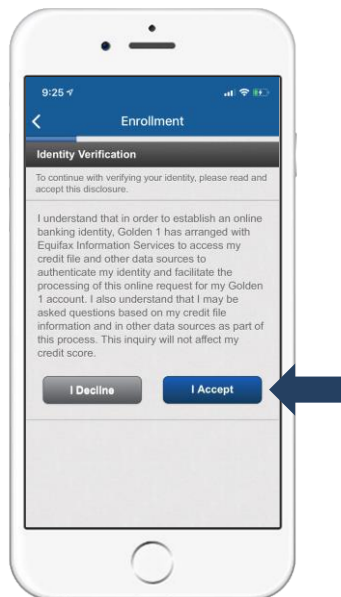 9:25
Enrollment
Identity Verification
To continue with verifying your identity, please read and
accept this disclosure.
I understand that in order to establish an online
banking identity, Golden 1 has arranged with
Equifax Information Services to access my
credit file and other data sources to
authenticate my identity and facilitate the
processing of this online request for my Golden
1 account. I also understand that I may be
asked questions based on my credit file
information and in other data sources as part of
this process. This inquiry will not affect my
credit score.
I Decline I Accept